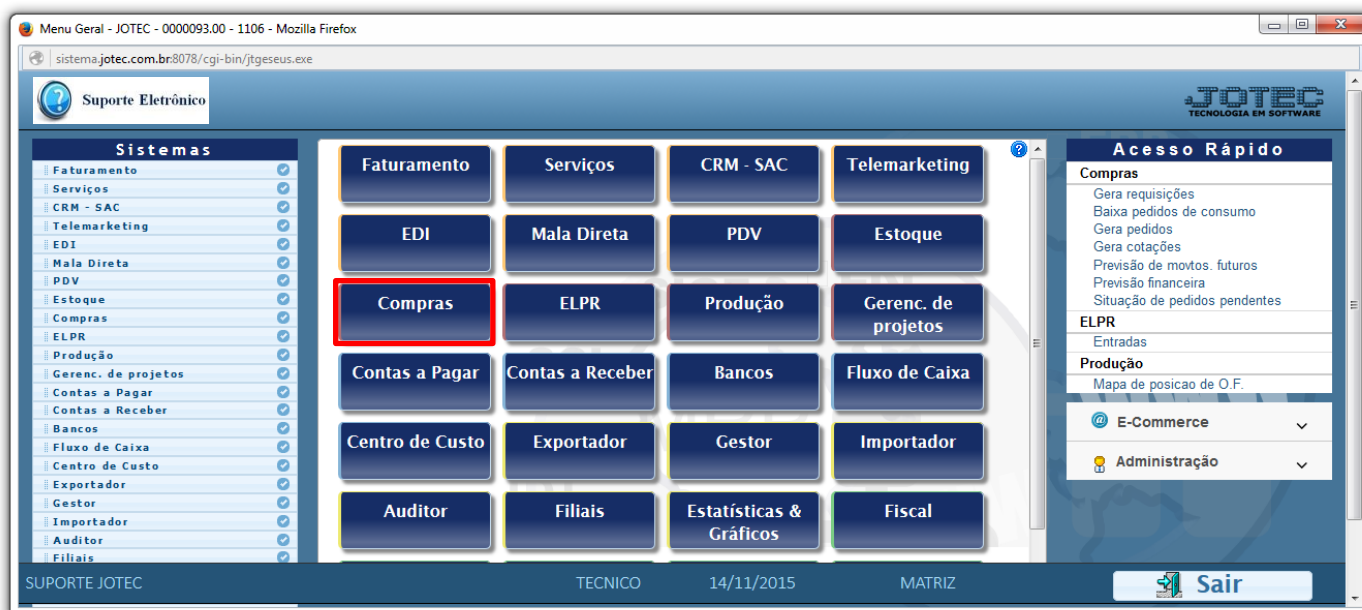 Menu Geral - JOTEC - 0000093.00 - 1106 - Mozilla Firefox
sistema.jotec.com.br:8078/cgi-bin/jtgeseus.exe
Suporte Eletrônico
JOTEC
TECNOLOGIA EM SOFTWARE
Sistemas
Faturamento
Serviços
CRM - SAC
Telemarketing
EDI
Mala Direta
PDV
Estoque
Compras
ELPR
Produção
Gerenc. de projetos
Contas a Pagar
Contas a Receber
Bancos
Fluxo de Caixa
Centro de Custo
Exportador
Gestor
Importador
Auditor
Filiais
Faturamento
Serviços
CRM - SAC
Telemarketing
EDI
Mala Direta
PDV
Estoque
Compras
ELPR
Produção
Gerenc. de
projetos
Contas a Pagar
Contas a Receber
Bancos
Fluxo de Caixa
Centro de Custo
Exportador
Gestor
Importador
Auditor
Filiais
Estatísticas &
Gráficos
Fiscal
Acesso Rápido
Compras
Gera requisições
Baixa pedidos de consumo
Gera pedidos
Gera cotações
Previsão de movtos. futuros
Previsão financeira
Situação de pedidos pendentes
ELPR
Entradas
Produção
Mapa de posicao de O.F.
E-Commerce
Administração
SUPORTE JOTEC
TECNICO
14/11/2015
MATRIZ
Sair